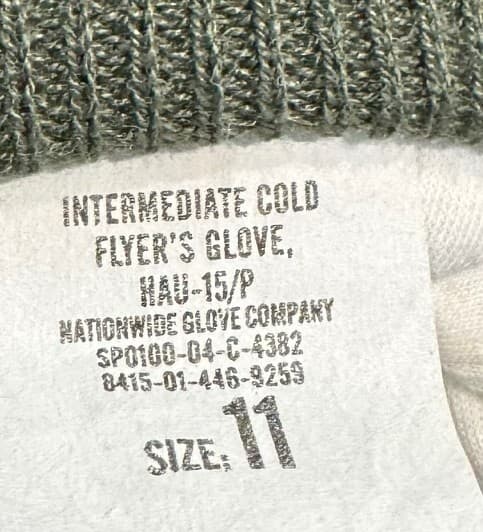 INTERMEDIATE COLD
FLYER'S GLOVE,
HAU-15/P
NATIONWIDE GLOVE COMPANY
SP0100-04-C-4382
8415-01-446-9259
SIZE: 11